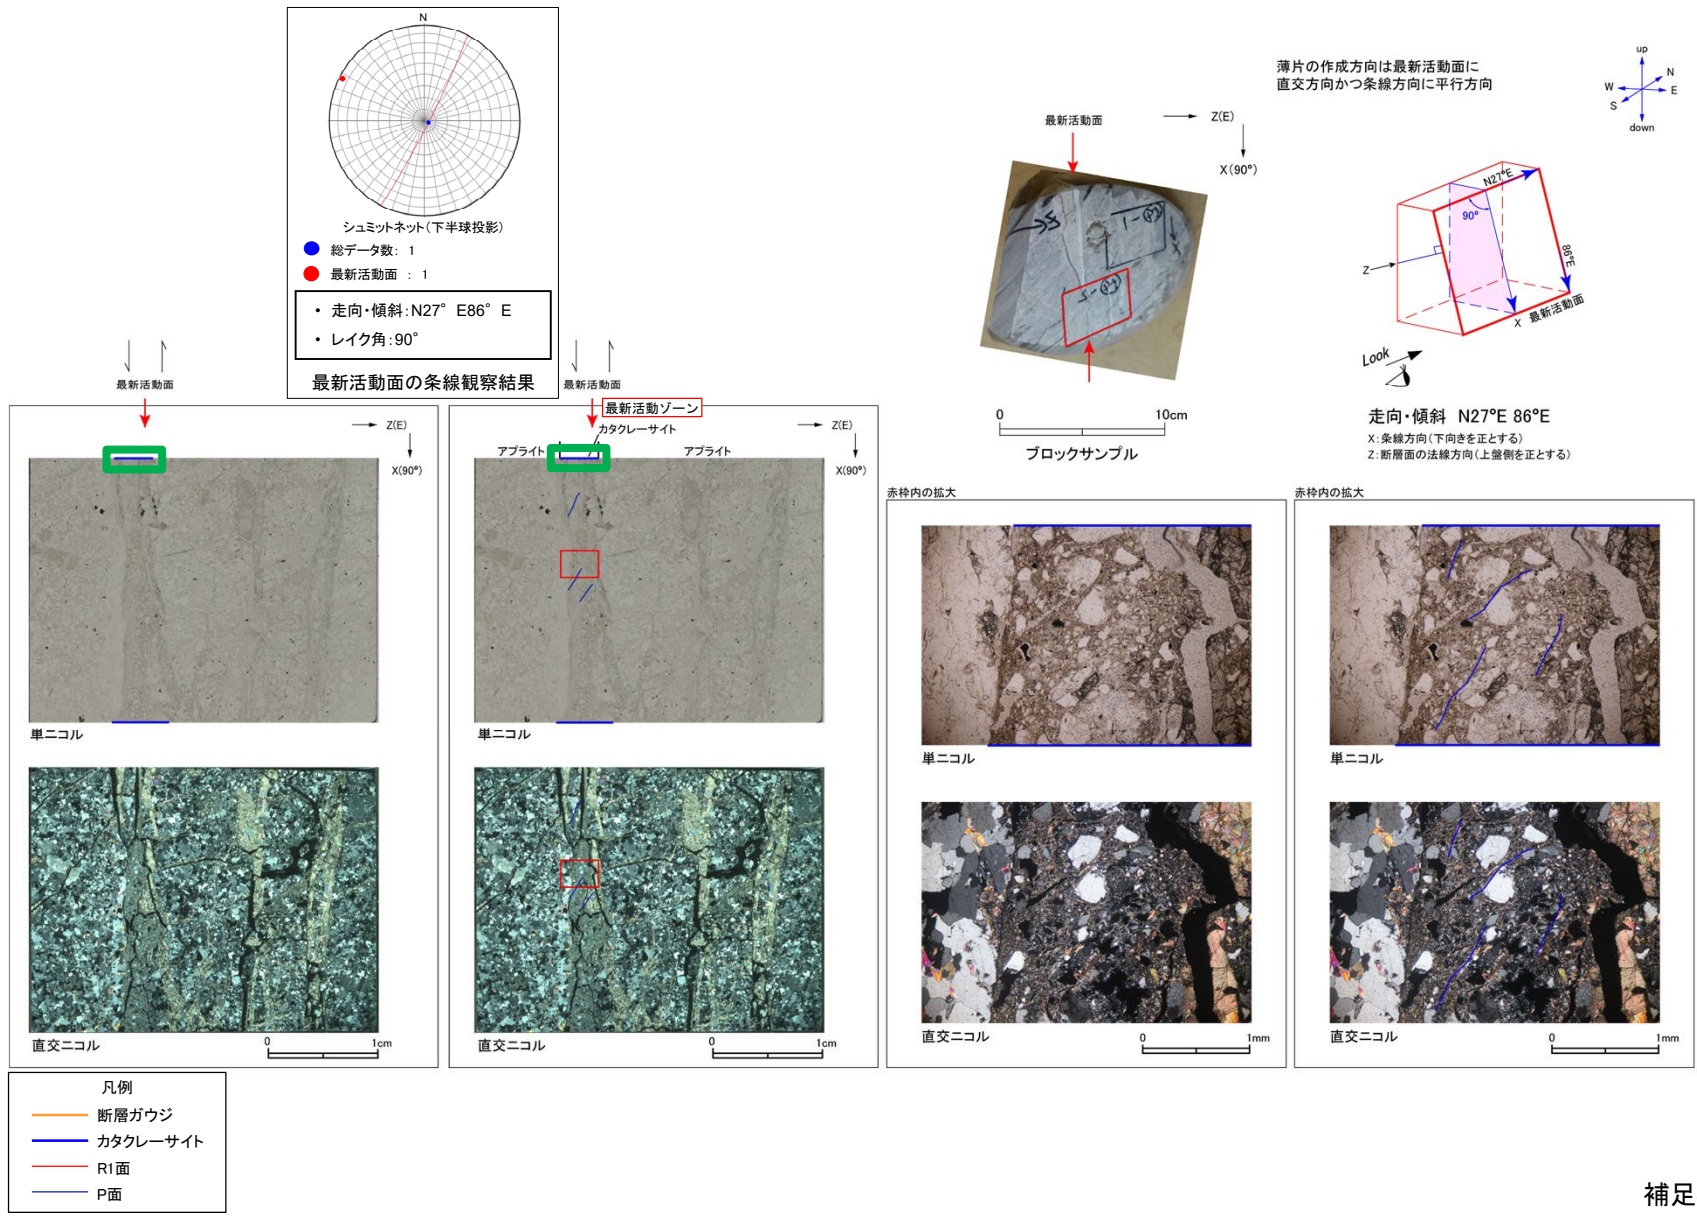 N
シュミットネット(下半球投影)
総データ数: 1
最新活動面 : 1
・ 走向・傾斜:N27° E86° E
・ レイク角:90°
最新活動面の条線観察結果
薄片の作成方向は最新活動面に
直交方向かつ条線方向に平行方向
up
N
W
E
S
down
最新活動面
Z(E)
X(90°)
0
10cm
ブロックサンプル
N27°E
90°
86°E
Z
X
最新活動面
Look
走向・傾斜 N27°E 86°E
X:条線方向(下向きを正とする)
Z:断層面の法線方向(上盤側を正とする)
最新活動面
Z(E)
X(90°)
単ニコル
直交ニコル
0
1cm
最新活動面
最新活動ゾーン
カタクレーサイト
アプライト
アプライト
Z(E)
X(90°)
単ニコル
直交ニコル
0
1cm
赤枠内の拡大
単ニコル
直交ニコル
0
1mm
赤枠内の拡大
単ニコル
直交ニコル
0
1mm
凡例
断層ガウジ
カタクレーサイト
R1面
P面
補足